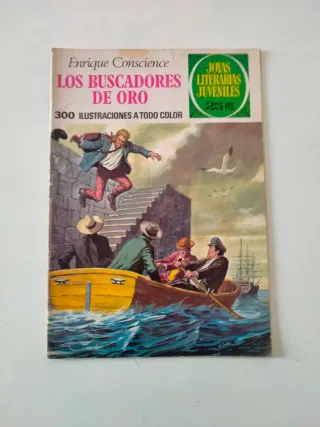 Enrique Conscience
LOS BUSCADORES
DE ORO
300 ILUSTRACIONES A TODO COLOR
JOYAS
LITERARIAS
JUVENILES